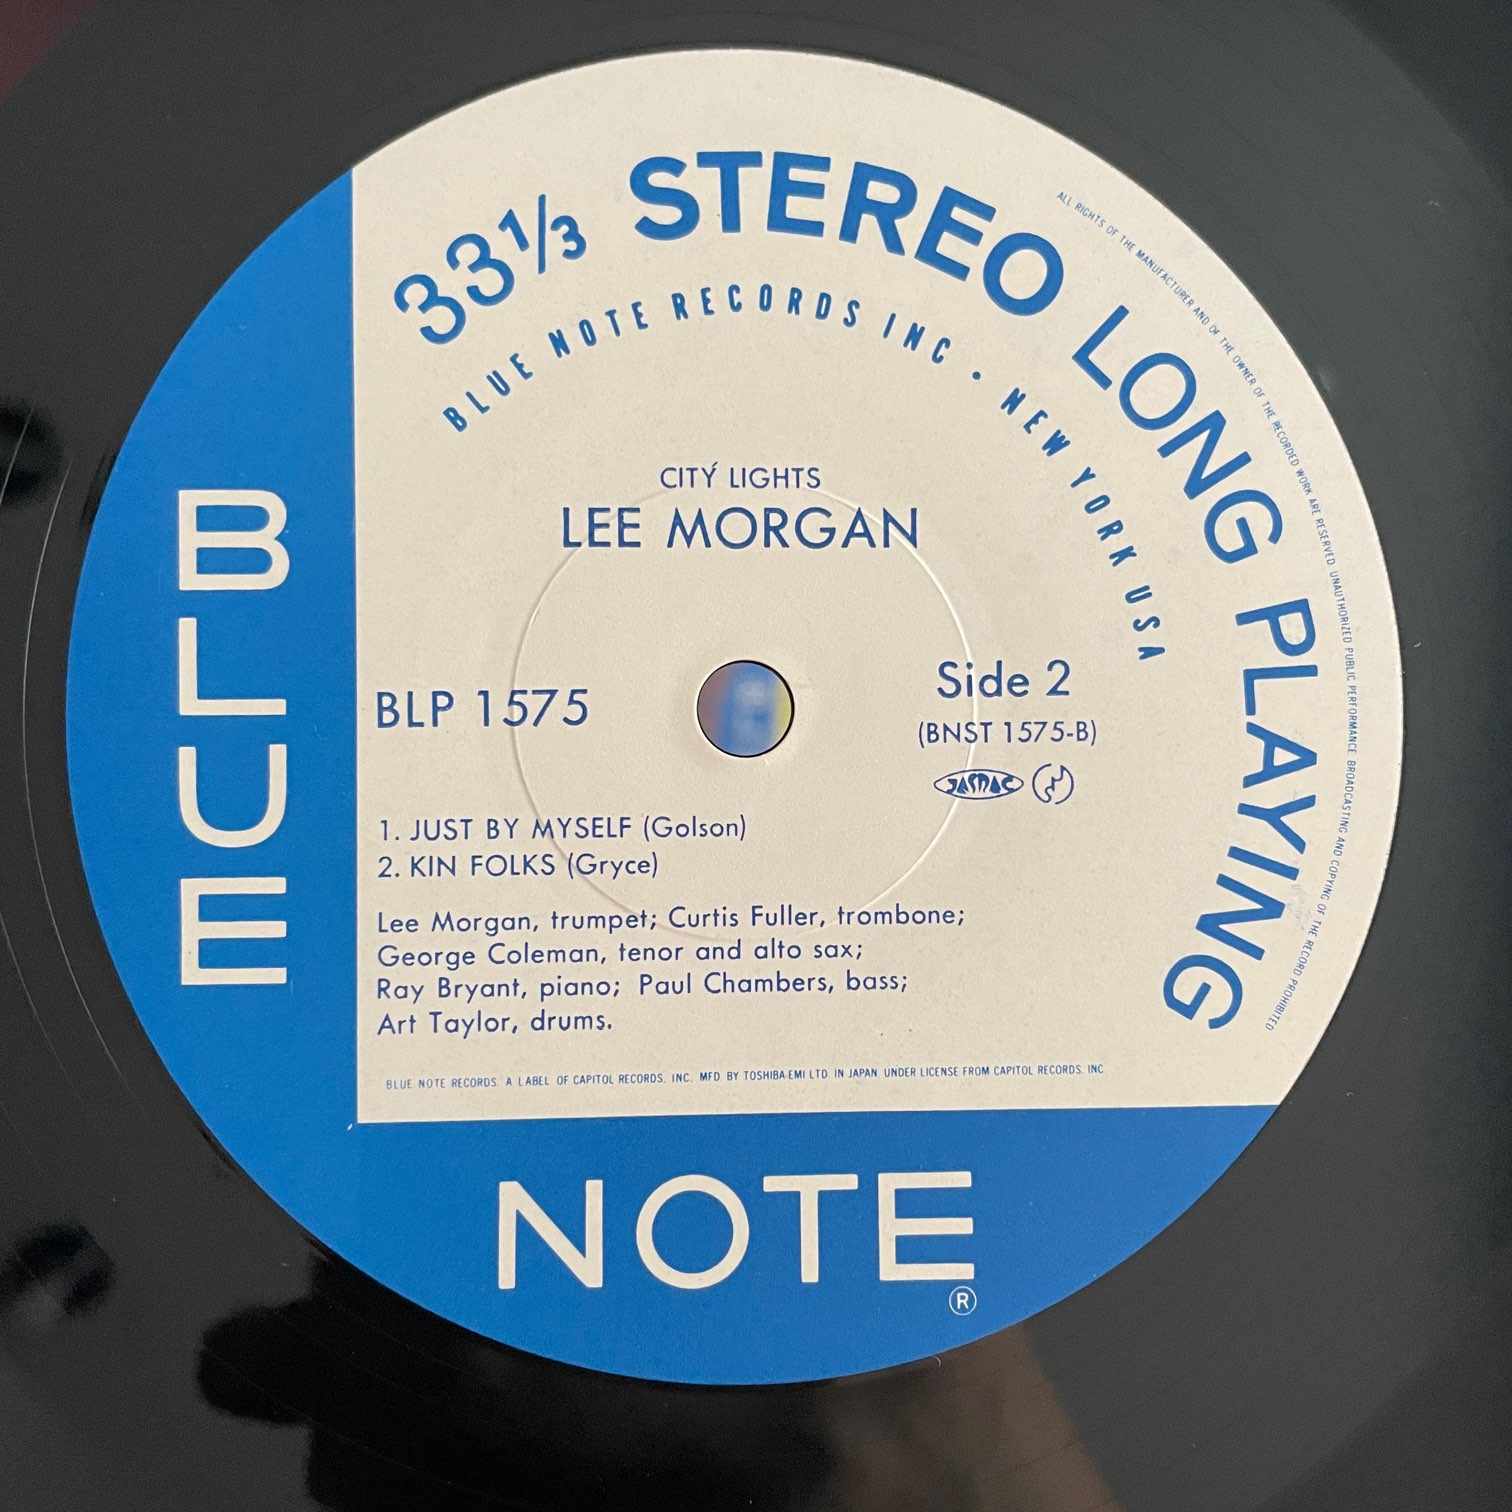 33 1/3 STEREO LONG PLAYING
BLUE NOTE RECORDS INC • NEW YORK USA
ALL RIGHTS OF THE MANUFACTURER AND OF THE OWNER OF THE RECORDED WORK ARE RESERVED. UNAUTHORIZED PUBLIC PERFORMANCE BROADCASTING AND COPYING OF THE RECORD PROHIBITED
CITY LIGHTS
LEE MORGAN
BLP 1575
Side 2
(BNST 1575-B)
JASRAC
1. JUST BY MYSELF (Golson)
2. KIN FOLKS (Gryce)
Lee Morgan, trumpet; Curtis Fuller, trombone;
George Coleman, tenor and alto sax;
Ray Bryant, piano; Paul Chambers, bass;
Art Taylor, drums.
BLUE NOTE RECORDS, A LABEL OF CAPITOL RECORDS, INC. MFD BY TOSHIBA-EMI LTD. IN JAPAN. UNDER LICENSE FROM CAPITOL RECORDS, INC
BLUE
NOTE
®